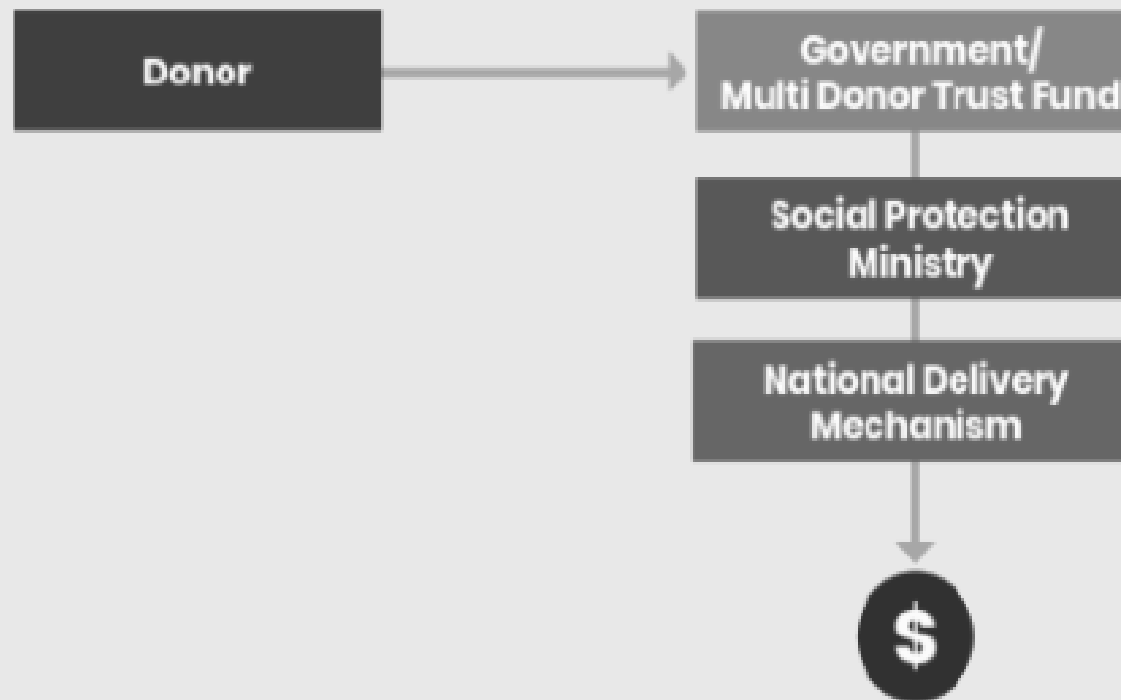 Donor
Government/
Multi Donor Trust Fund
Social Protection
Ministry
National Delivery
Mechanism
$